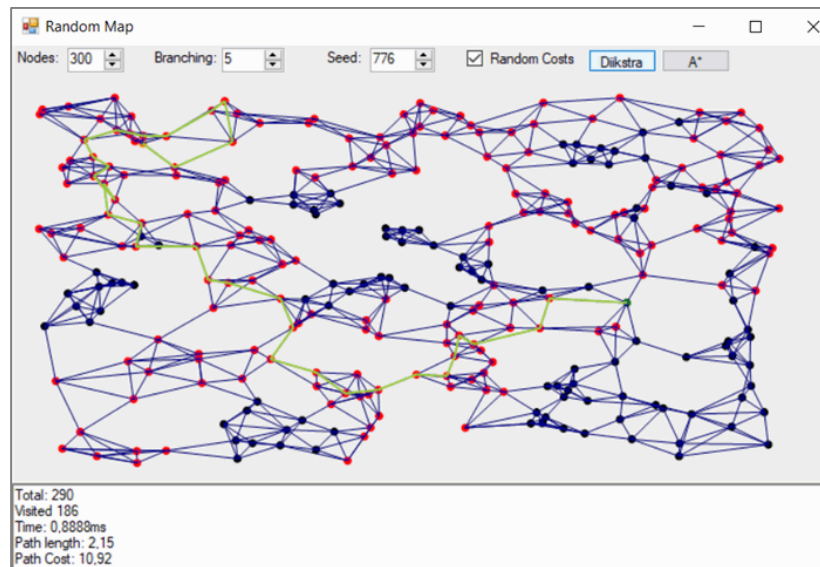 Random Map
Nodes: 300 Branching: 5 Seed: 776 Random Costs Dijkstra A*
Total: 290
Visited 186
Time: 0,8888ms
Path length: 2,15
Path Cost: 10,92